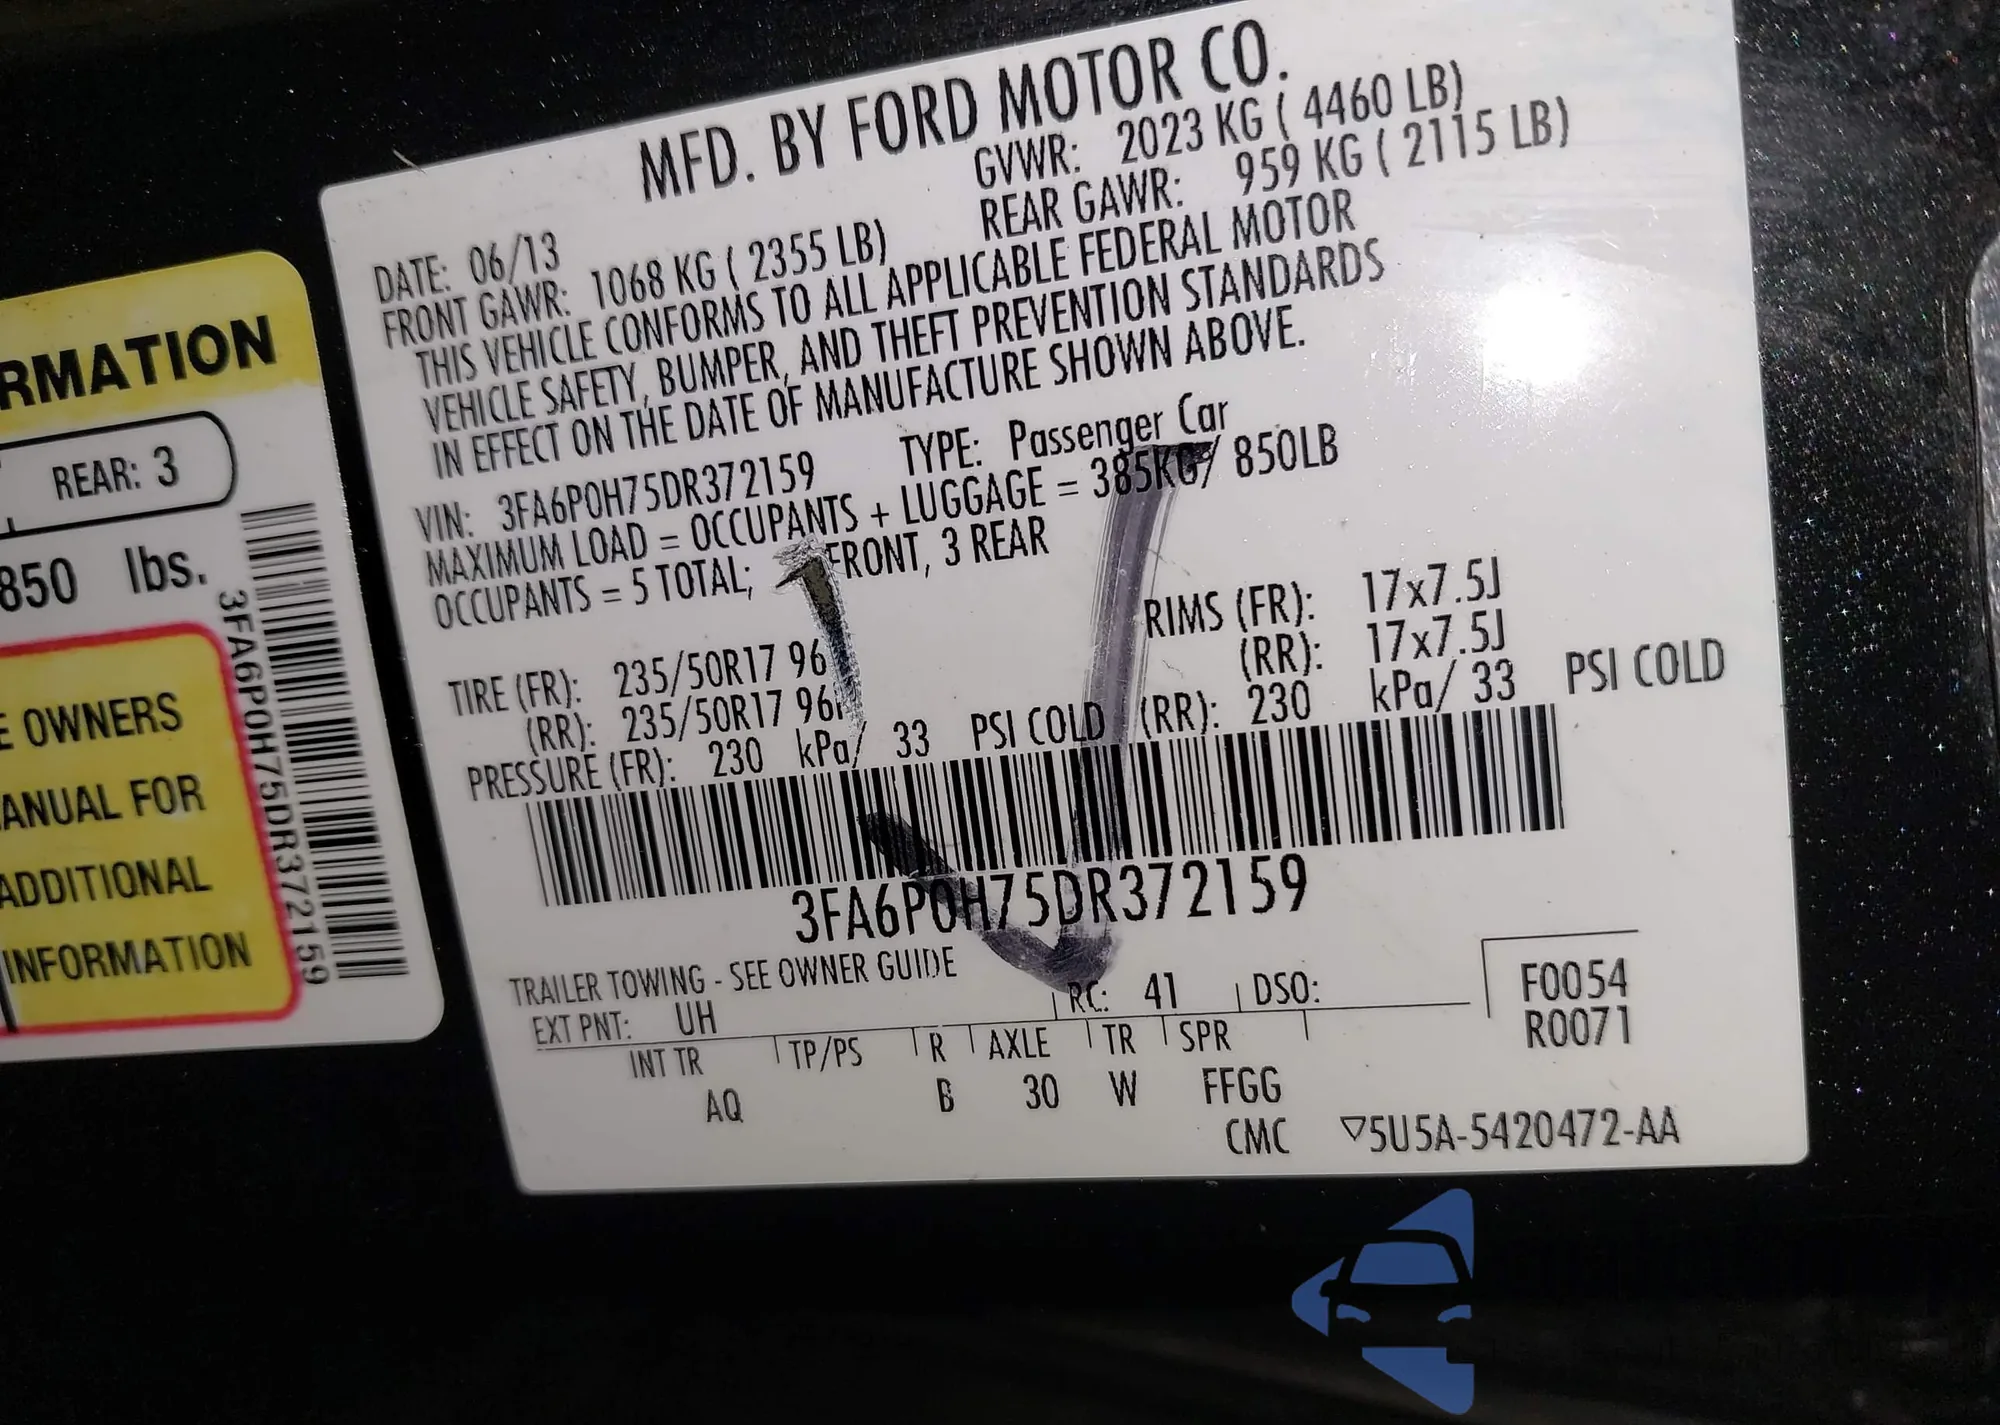 MFD. BY FORD MOTOR CO.
DATE: 06/13 GVWR: 2023 KG ( 4460 LB)
FRONT GAWR: 1068 KG ( 2355 LB) REAR GAWR: 959 KG ( 2115 LB)
THIS VEHICLE CONFORMS TO ALL APPLICABLE FEDERAL MOTOR
VEHICLE SAFETY, BUMPER, AND THEFT PREVENTION STANDARDS
IN EFFECT ON THE DATE OF MANUFACTURE SHOWN ABOVE.
VIN: 3FA6P0H75DR372159 TYPE: Passenger Car
MAXIMUM LOAD = OCCUPANTS + LUGGAGE = 385KG/ 850LB
OCCUPANTS = 5 TOTAL; FRONT, 3 REAR
TIRE (FR): 235/50R17 96 RIMS (FR): 17x7.5J
(RR): 235/50R17 96 (RR): 17x7.5J
PRESSURE (FR): 230 kPa/ 33 PSI COLD (RR): 230 kPa/ 33 PSI COLD
3FA6P0H75DR372159
TRAILER TOWING - SEE OWNER GUIDE
EXT PNT: UH RC: 41 DSO: F0054
R0071
INT TR TP/PS R AXLE TR SPR
AQ B 30 W FFGG
CMC ▽5U5A-5420472-AA
RMATION
REAR: 3
850 lbs.
3FA6P0H75DR372159
E OWNERS
ANUAL FOR
ADDITIONAL
INFORMATION